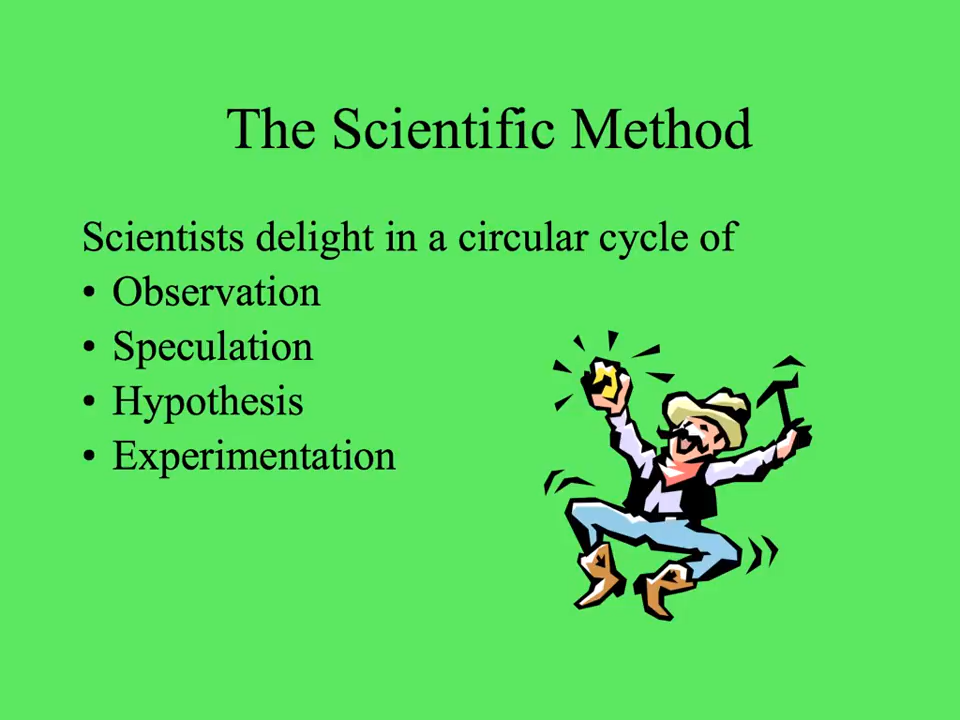 The Scientific Method
Scientists delight in a circular cycle of
• Observation
• Speculation
• Hypothesis
• Experimentation